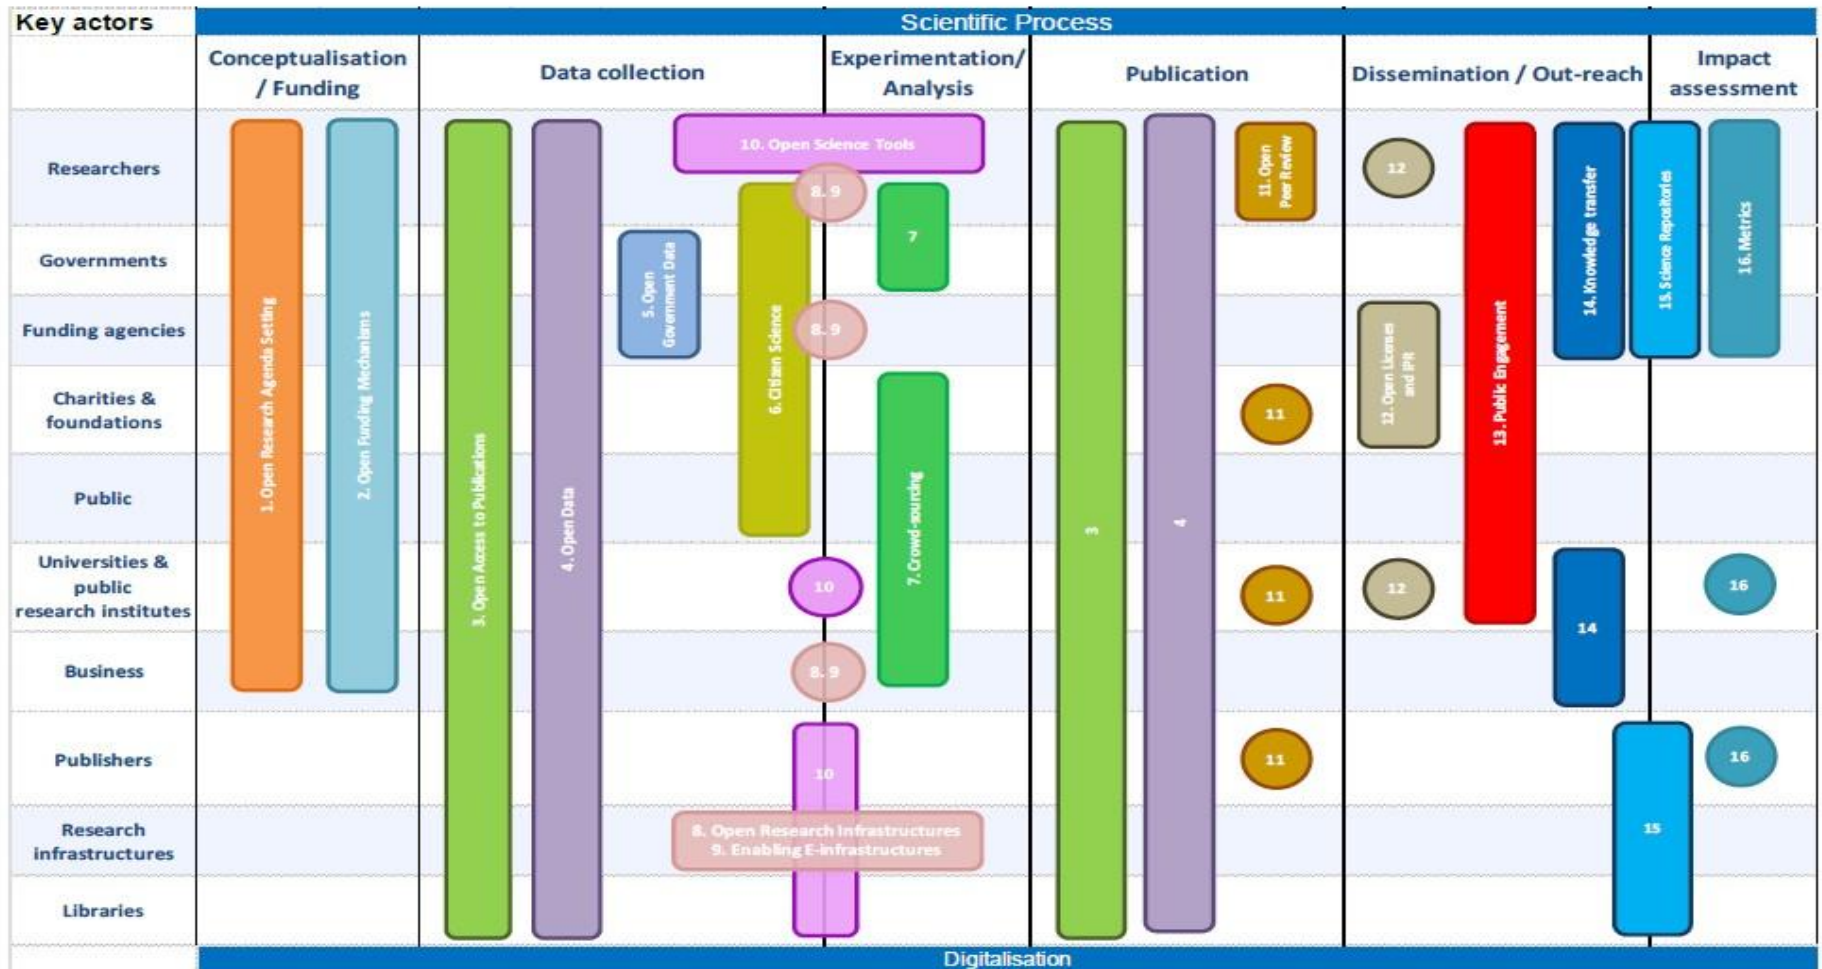 Key actors
Scientific Process
Conceptualisation
/ Funding
Data collection
Experimentation/
Analysis
Publication
Dissemination / Out-reach
Impact
assessment
Researchers
Governments
Funding agencies
Charities &
foundations
Public
Universities &
public
research institutes
Business
Publishers
Research
infrastructures
Libraries
1. Open Research Agenda Setting
2. Open Funding Mechanisms
3. Open Access to Publications
4. Open Data
5. Open
Government Data
6. Citizen Science
10. Open Science Tools
8. 9
7
8. 9
7. Crowd-sourcing
10
8. 9
10
8. Open Research Infrastructures
9. Enabling E-infrastructures
3
4
11. Open
Peer Review
11
11
11
12
12. Open Licenses
and IPR
12
13. Public Engagement
14. Knowledge transfer
14
15. Science Repositories
15
16. Metrics
16
16
Digitalisation